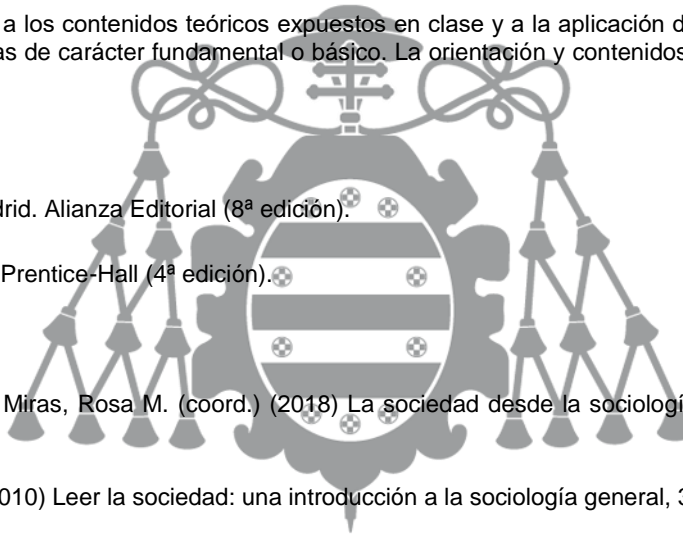 a los contenidos teóricos expuestos en clase y a la aplicación d
as de carácter fundamental o básico. La orientación y contenidos
drid. Alianza Editorial (8ª edición).
Prentice-Hall (4ª edición).
Miras, Rosa M. (coord.) (2018) La sociedad desde la sociologí
010) Leer la sociedad: una introducción a la sociología general, 3